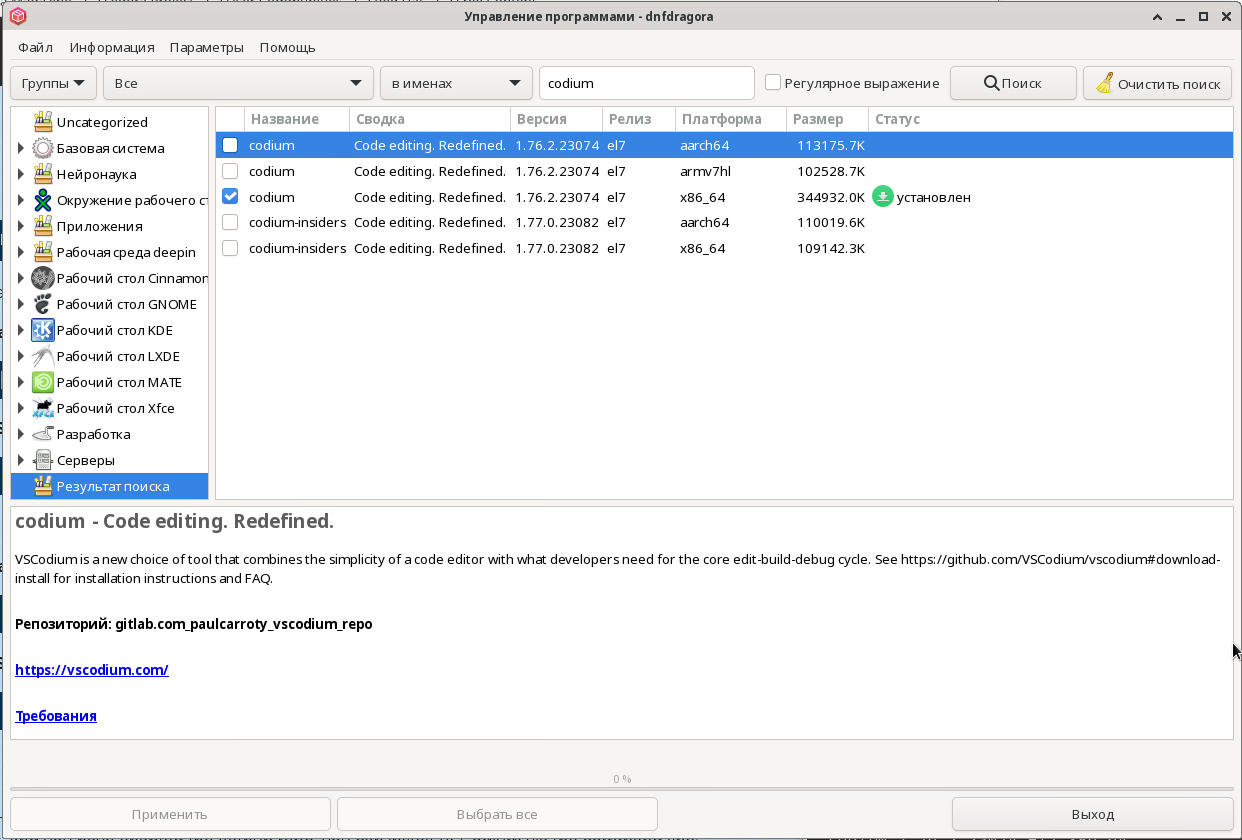 Управление программами - dnfdragora
Файл Информация Параметры Помощь
Группы Все в именах codium Регулярное выражение Поиск Очистить поиск
Uncategorized
Базовая система
Нейронаука
Окружение рабочего ст
Приложения
Рабочая среда deepin
Рабочий стол Cinnamon
Рабочий стол GNOME
Рабочий стол KDE
Рабочий стол LXDE
Рабочий стол MATE
Рабочий стол Xfce
Разработка
Серверы
Результат поиска
Название Сводка Версия Релиз Платформа Размер Статус
codium Code editing. Redefined. 1.76.2.23074 el7 aarch64 113175.7K
codium Code editing. Redefined. 1.76.2.23074 el7 armv7hl 102528.7K
codium Code editing. Redefined. 1.76.2.23074 el7 x86_64 344932.0K установлен
codium-insiders Code editing. Redefined. 1.77.0.23082 el7 aarch64 110019.6K
codium-insiders Code editing. Redefined. 1.77.0.23082 el7 x86_64 109142.3K
codium - Code editing. Redefined.
VSCodium is a new choice of tool that combines the simplicity of a code editor with what developers need for the core edit-build-debug cycle. See https://github.com/VSCodium/vscodium#download-
install for installation instructions and FAQ.
Репозиторий: gitlab.com_paulcarroty_vscodium_repo
https://vscodium.com/
Требования
0 %
Применить Выбрать все Выход